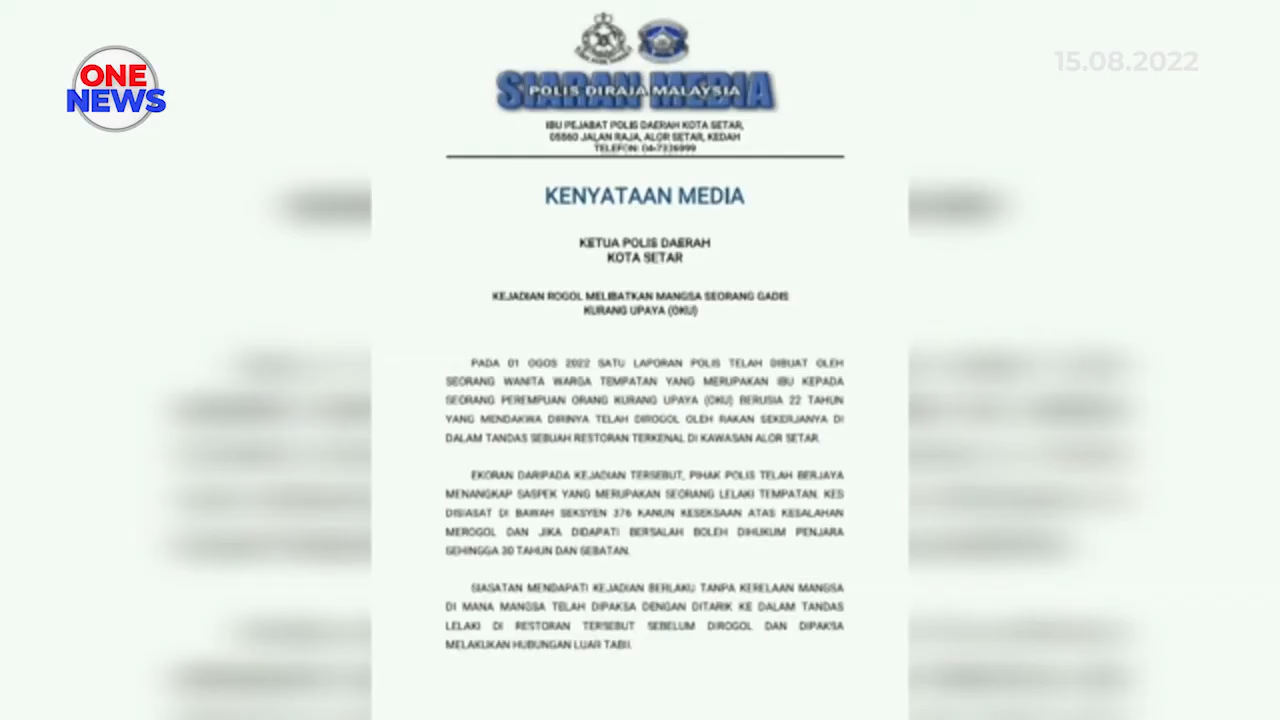 ONE
NEWS
15.08.2022
SIARAN MEDIA
POLIS DIRAJA MALAYSIA
IBU PEJABAT POLIS DAERAH KOTA SETAR,
05560 JALAN RAJA, ALOR SETAR, KEDAH
TELEFON: 04-7336999
KENYATAAN MEDIA
KETUA POLIS DAERAH
KOTA SETAR
KEJADIAN ROGOL MELIBATKAN MANGSA SEORANG GADIS
KURANG UPAYA (OKU)
PADA 01 OGOS 2022 SATU LAPORAN POLIS TELAH DIBUAT OLEH
SEORANG WANITA WARGA TEMPATAN YANG MERUPAKAN IBU KEPADA
SEORANG PEREMPUAN ORANG KURANG UPAYA (OKU) BERUSIA 22 TAHUN
YANG MENDAKWA DIRINYA TELAH DIROGOL OLEH RAKAN SEKERJANYA DI
DALAM TANDAS SEBUAH RESTORAN TERKENAL DI KAWASAN ALOR SETAR.
EKORAN DARIPADA KEJADIAN TERSEBUT, PIHAK POLIS TELAH BERJAYA
MENANGKAP SASPEK YANG MERUPAKAN SEORANG LELAKI TEMPATAN. KES
DISIASAT DI BAWAH SEKSYEN 376 KANUN KESEKSAAN ATAS KESALAHAN
MEROGOL DAN JIKA DIDAPATI BERSALAH BOLEH DIHUKUM PENJARA
SEHINGGA 30 TAHUN DAN SEBATAN.
SIASATAN MENDAPATI KEJADIAN BERLAKU TANPA KERELAAN MANGSA
DI MANA MANGSA TELAH DIPAKSA DENGAN DITARIK KE DALAM TANDAS
LELAKI DI RESTORAN TERSEBUT SEBELUM DIROGOL DAN DIPAKSA
MELAKUKAN HUBUNGAN LUAR TABII.